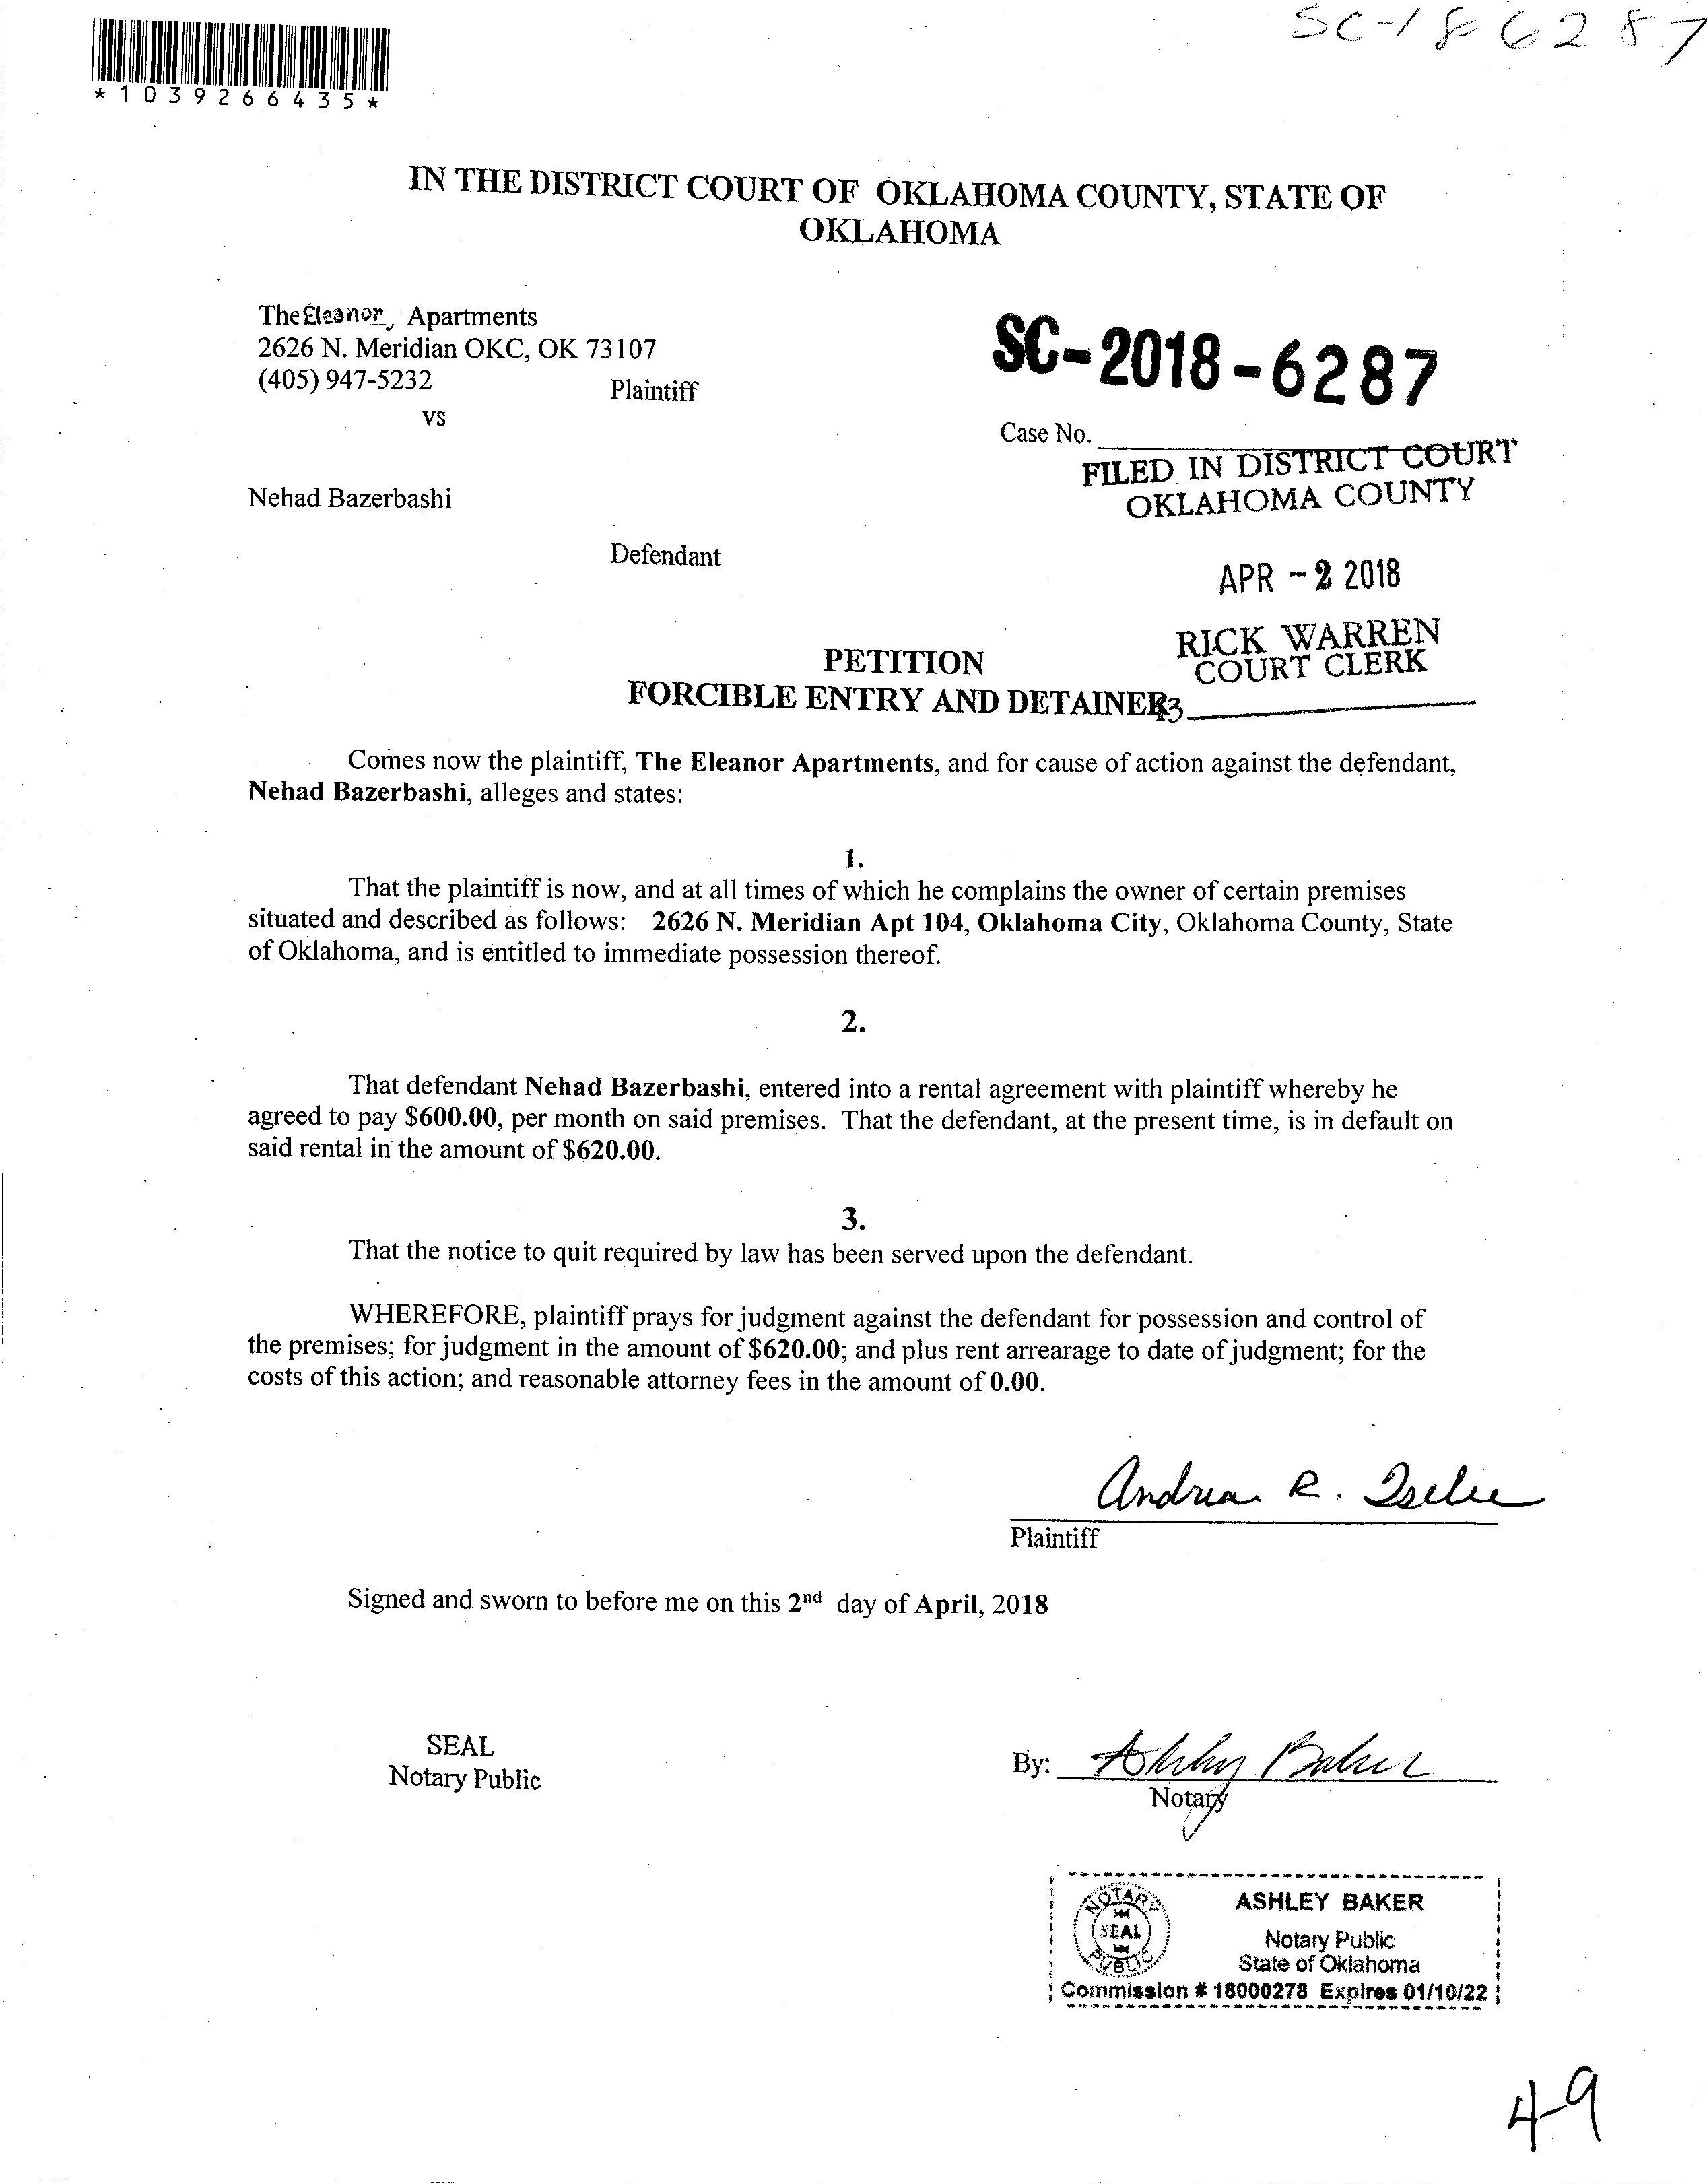 SC-18 6287
*1039266435*
IN THE DISTRICT COURT OF OKLAHOMA COUNTY, STATE OF
OKLAHOMA
The Eleanor, Apartments
2626 N. Meridian OKC, OK 73107
(405) 947-5232
Plaintiff
vs
SC-2018-6287
Case No.
FILED IN DISTRICT COURT
OKLAHOMA COUNTY
Nehad Bazerbashi
Defendant
APR - 2 2018
RICK WARREN
COURT CLERK
PETITION
FORCIBLE ENTRY AND DETAINER
Comes now the plaintiff, The Eleanor Apartments, and for cause of action against the defendant,
Nehad Bazerbashi, alleges and states:
1.
That the plaintiff is now, and at all times of which he complains the owner of certain premises
situated and described as follows: 2626 N. Meridian Apt 104, Oklahoma City, Oklahoma County, State
of Oklahoma, and is entitled to immediate possession thereof.
2.
That defendant Nehad Bazerbashi, entered into a rental agreement with plaintiff whereby he
agreed to pay $600.00, per month on said premises. That the defendant, at the present time, is in default on
said rental in the amount of $620.00.
3.
That the notice to quit required by law has been served upon the defendant.
WHEREFORE, plaintiff prays for judgment against the defendant for possession and control of
the premises; for judgment in the amount of $620.00; and plus rent arrearage to date of judgment; for the
costs of this action; and reasonable attorney fees in the amount of 0.00.
Andrea R.
Plaintiff
Signed and sworn to before me on this 2nd day of April, 2018
SEAL
Notary Public
By: Ashley Baker
Notary
NOTARY
SEAL
PUBLIC
ASHLEY BAKER
Notary Public
State of Oklahoma
Commission # 18000278 Expires 01/10/22
4-9